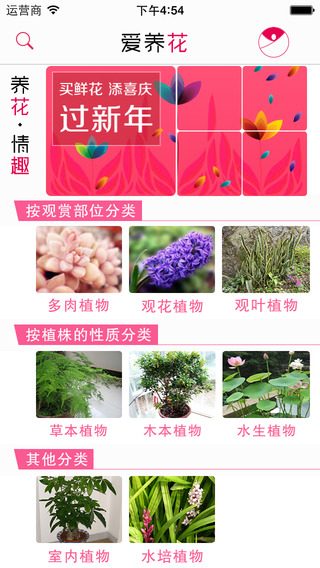 运营商 下午4:54
爱养花
养花·情趣
买鲜花 添喜庆
过新年
按观赏部位分类
多肉植物 观花植物 观叶植物
按植株的性质分类
草本植物 木本植物 水生植物
其他分类
室内植物 水培植物